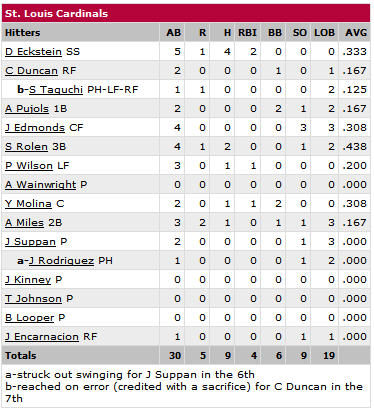 St. Louis Cardinals
Hitters AB R H RBI BB SO LOB AVG
D Eckstein SS 5 1 4 2 0 0 0 .333
C Duncan RF 2 0 0 0 1 0 1 .167
b-S Taguchi PH-LF-RF 1 1 0 0 0 0 2 .125
A Pujols 1B 2 0 0 0 2 1 2 .167
J Edmonds CF 4 0 0 0 0 3 3 .308
S Rolen 3B 4 1 2 0 0 1 2 .438
P Wilson LF 3 0 1 1 0 0 0 .200
A Wainwright P 0 0 0 0 0 0 0 .000
Y Molina C 2 0 1 1 2 0 0 .308
A Miles 2B 3 2 1 0 1 1 3 .167
J Suppan P 2 0 0 0 0 1 3 .000
a-J Rodriguez PH 1 0 0 0 0 1 2 .000
J Kinney P 0 0 0 0 0 0 0 .000
T Johnson P 0 0 0 0 0 0 0 .000
B Looper P 0 0 0 0 0 0 0 .000
J Encarnacion RF 1 0 0 0 0 1 1 .000
Totals 30 5 9 4 6 9 19
a-struck out swinging for J Suppan in the 6th
b-reached on error (credited with a sacrifice) for C Duncan in the
7th